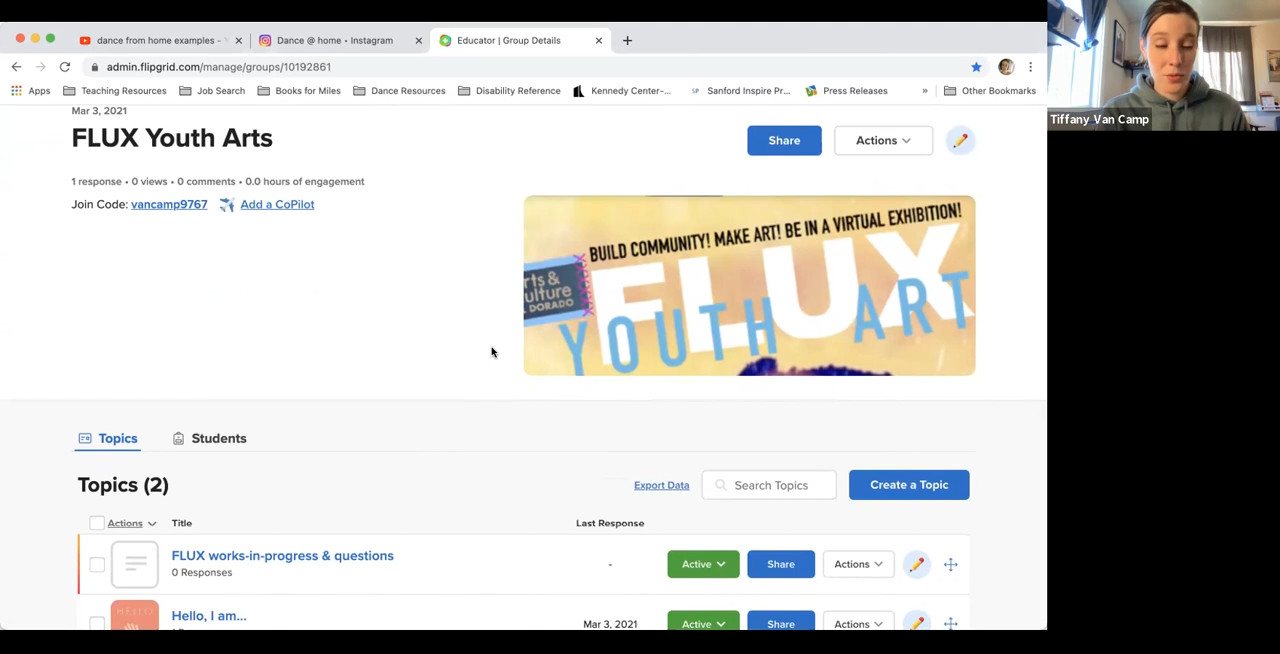 dance from home examples -
Dance @ home • Instagram
Educator | Group Details
admin.flipgrid.com/manage/groups/10192861
Apps Teaching Resources Job Search Books for Miles Dance Resources Disability Reference Kennedy Center-... SP Sanford Inspire Pr... Press Releases » Other Bookmarks
Tiffany Van Camp
Mar 3, 2021
FLUX Youth Arts
Share
Actions
1 response • 0 views • 0 comments • 0.0 hours of engagement
Join Code: vancamp9767 Add a CoPilot
BUILD COMMUNITY! MAKE ART! BE IN A VIRTUAL EXHIBITION!
rts &
ulture
DORADO
FLUX
YOUTH ART
Topics Students
Topics (2)
Export Data
Search Topics
Create a Topic
Actions Title Last Response
FLUX works-in-progress & questions
0 Responses
-
Active Share Actions
HELLO
Hello, I am...
Mar 3, 2021
Active Share Actions